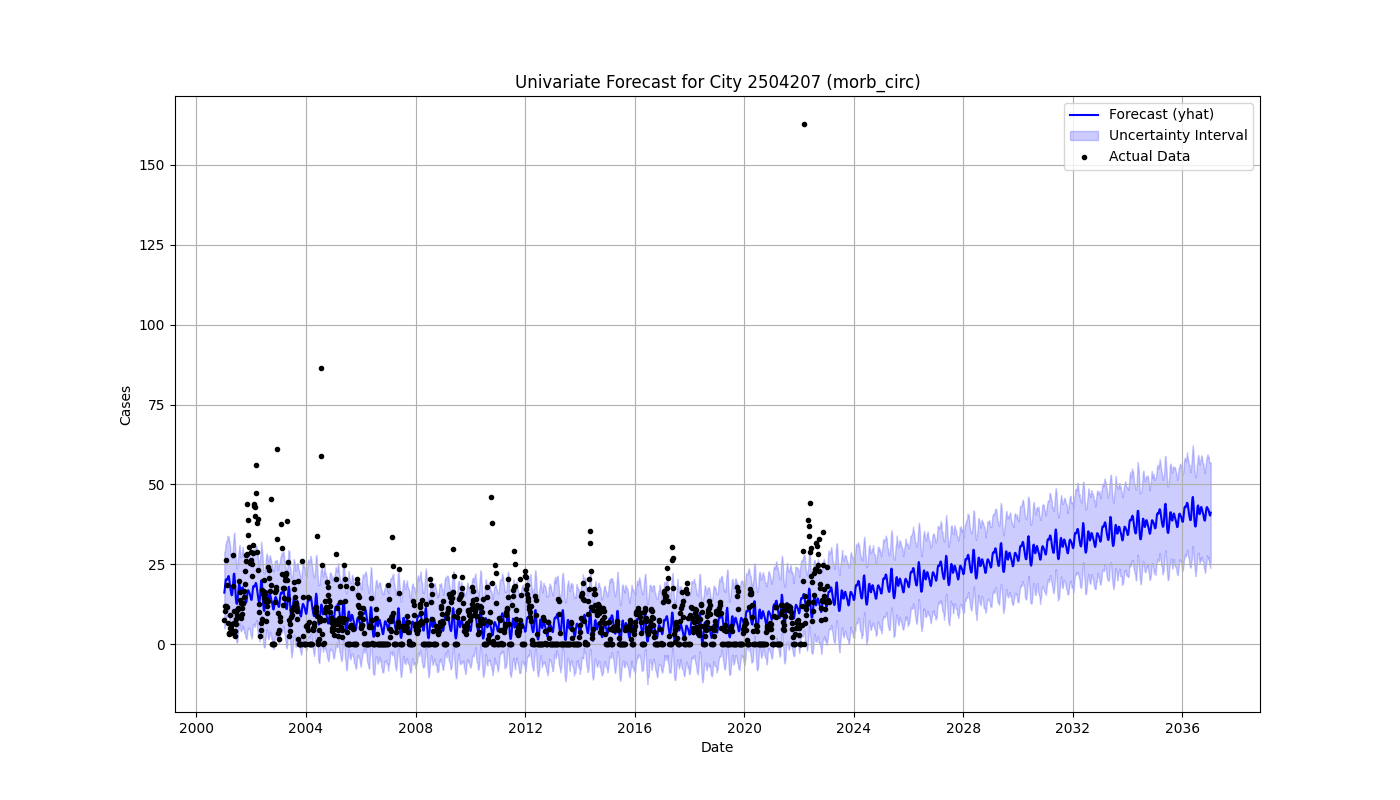 Univariate Forecast for City 2504207 (morb_circ)
Forecast (yhat)
Uncertainty Interval
Actual Data
150
125
100
75
50
25
0
Cases
2000 2004 2008 2012 2016 2020 2024 2028 2032 2036
Date